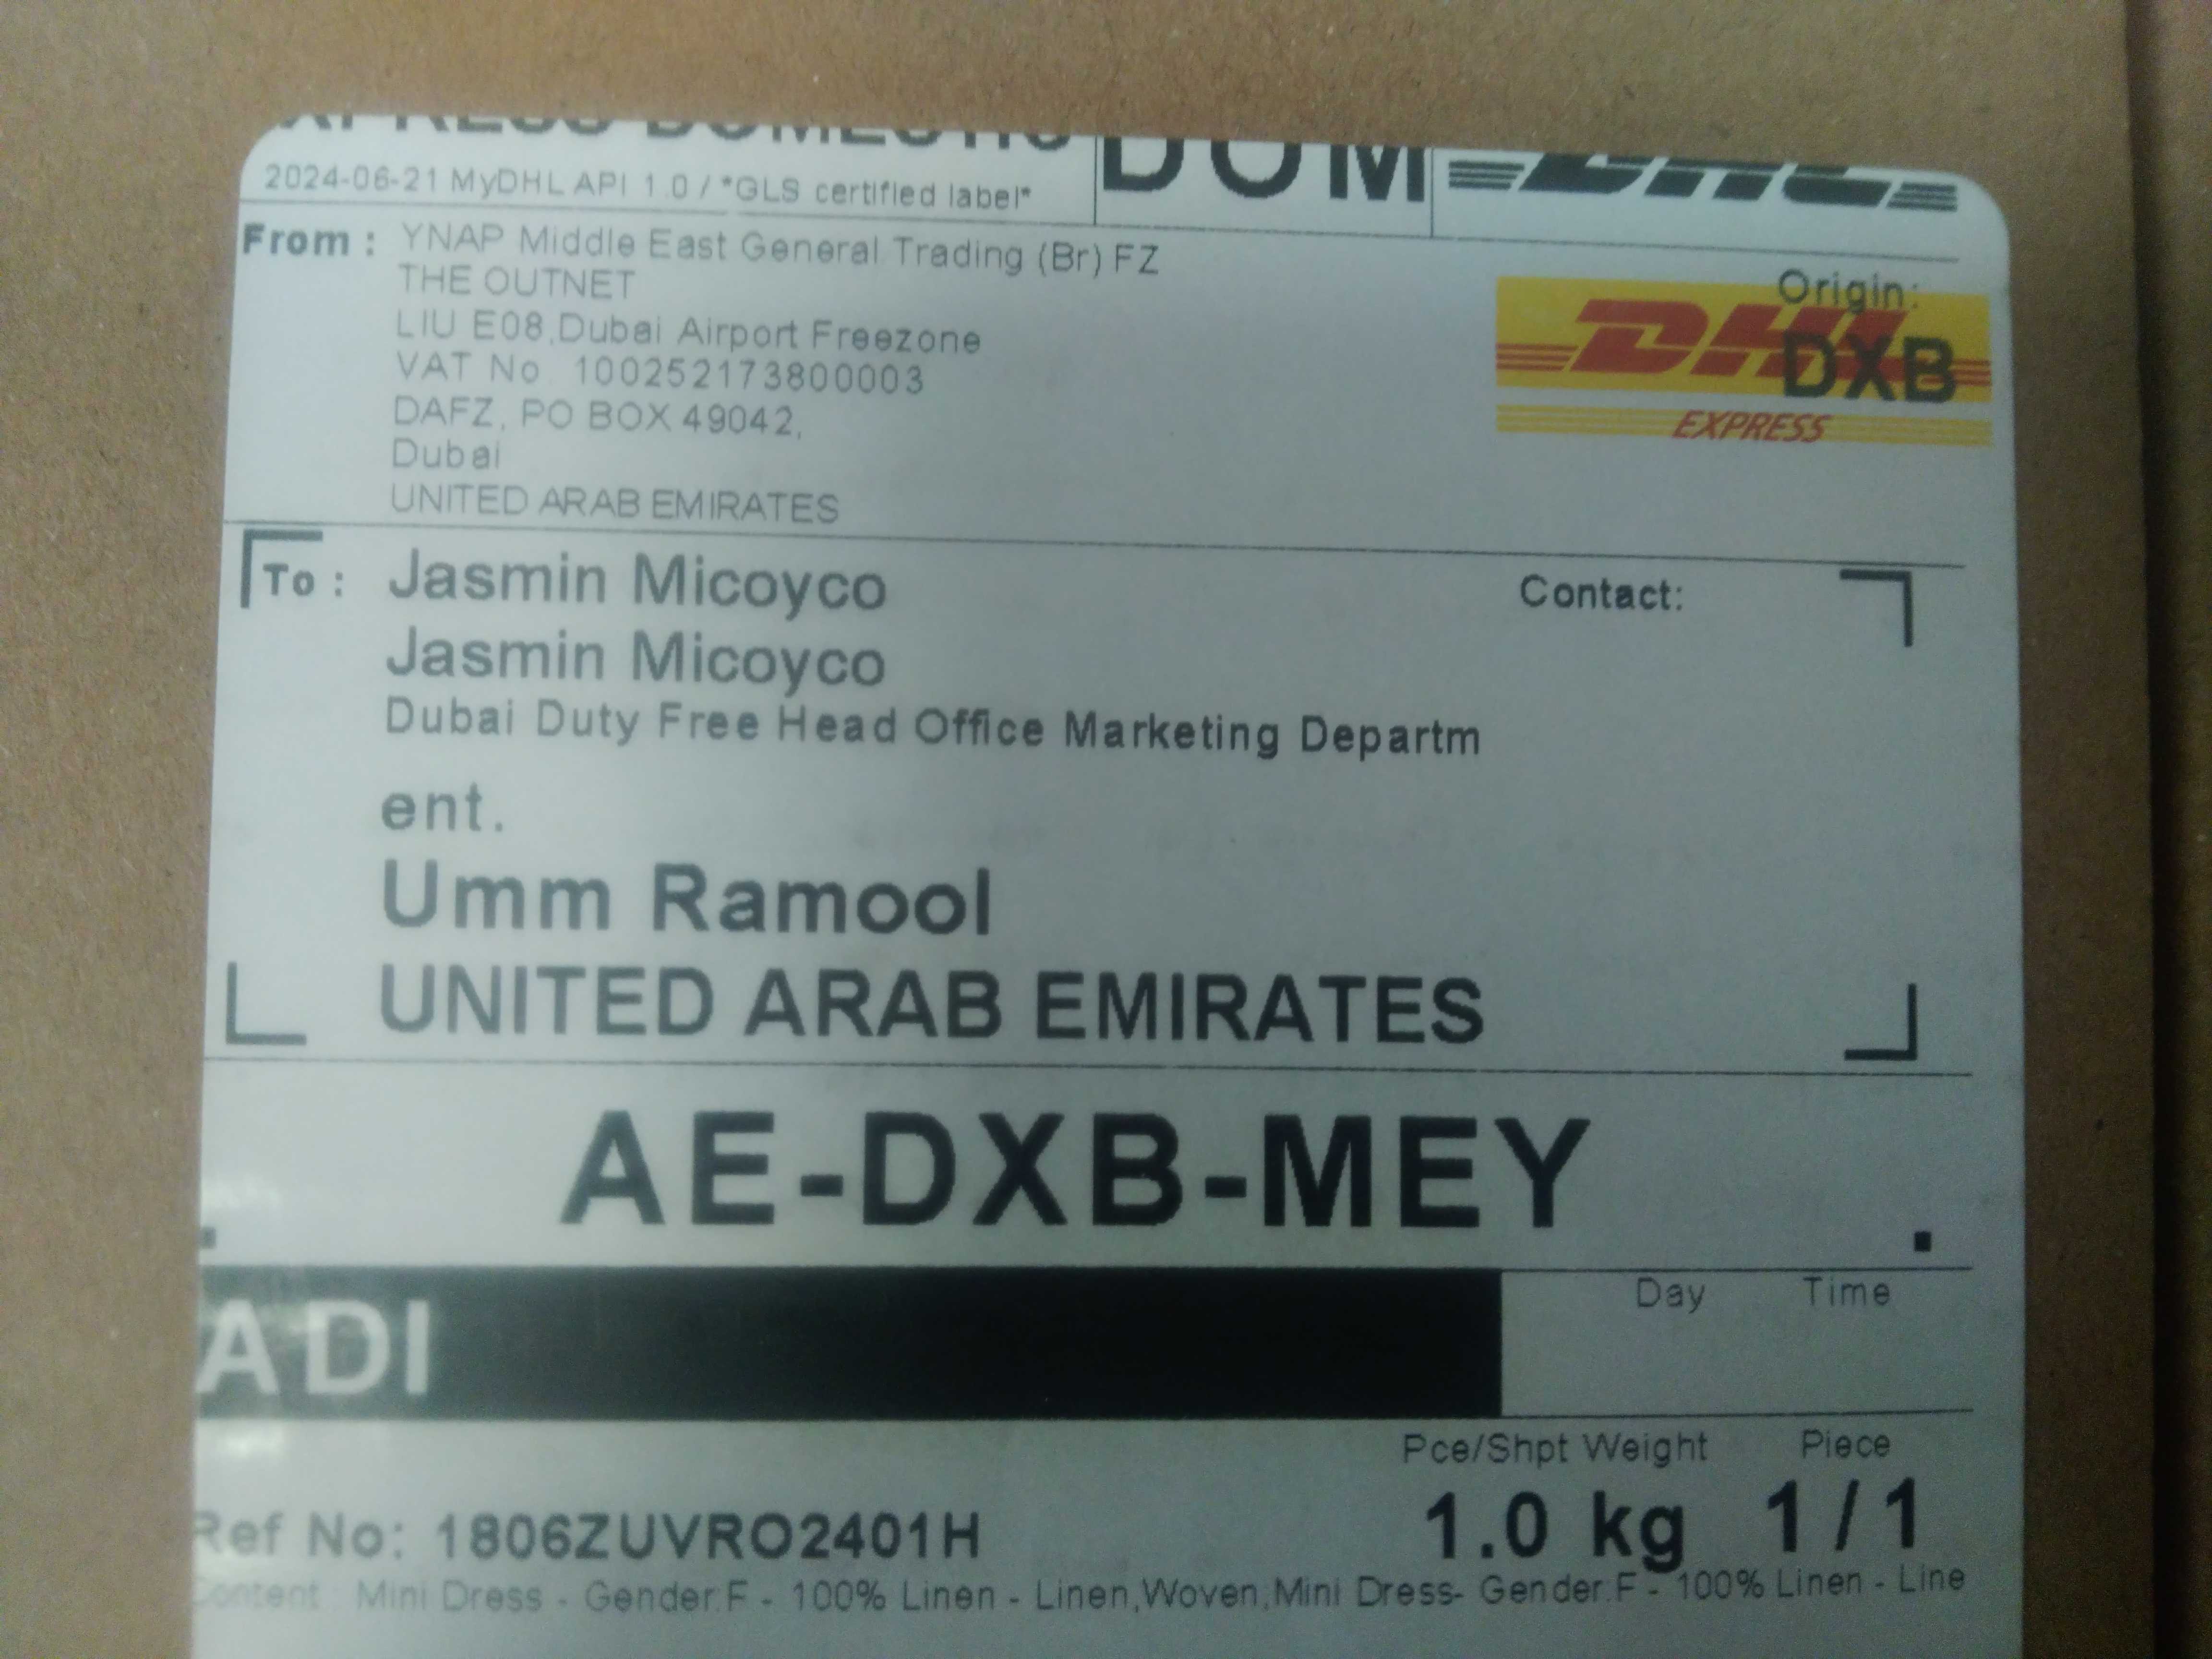 EXPRESS DOMESTIC
DOM
DHL
2024-06-21 MyDHL API 1.0 / *GLS certified label*
From : YNAP Middle East General Trading (Br) FZ
THE OUTNET
LIU E08,Dubai Airport Freezone
VAT No. 100252173800003
DAFZ, PO BOX 49042,
Dubai
UNITED ARAB EMIRATES
Origin:
DHL
DXB
EXPRESS
To : Jasmin Micoyco
Contact:
Jasmin Micoyco
Dubai Duty Free Head Office Marketing Departm
ent.
Umm Ramool
UNITED ARAB EMIRATES
AE-DXB-MEY
ADI
Day Time
Pce/Shpt Weight Piece
Ref No: 1806ZUVRO2401H 1.0 kg 1 / 1
Content : Mini Dress - Gender:F - 100% Linen - Linen,Woven,Mini Dress- Gender:F - 100% Linen - Line